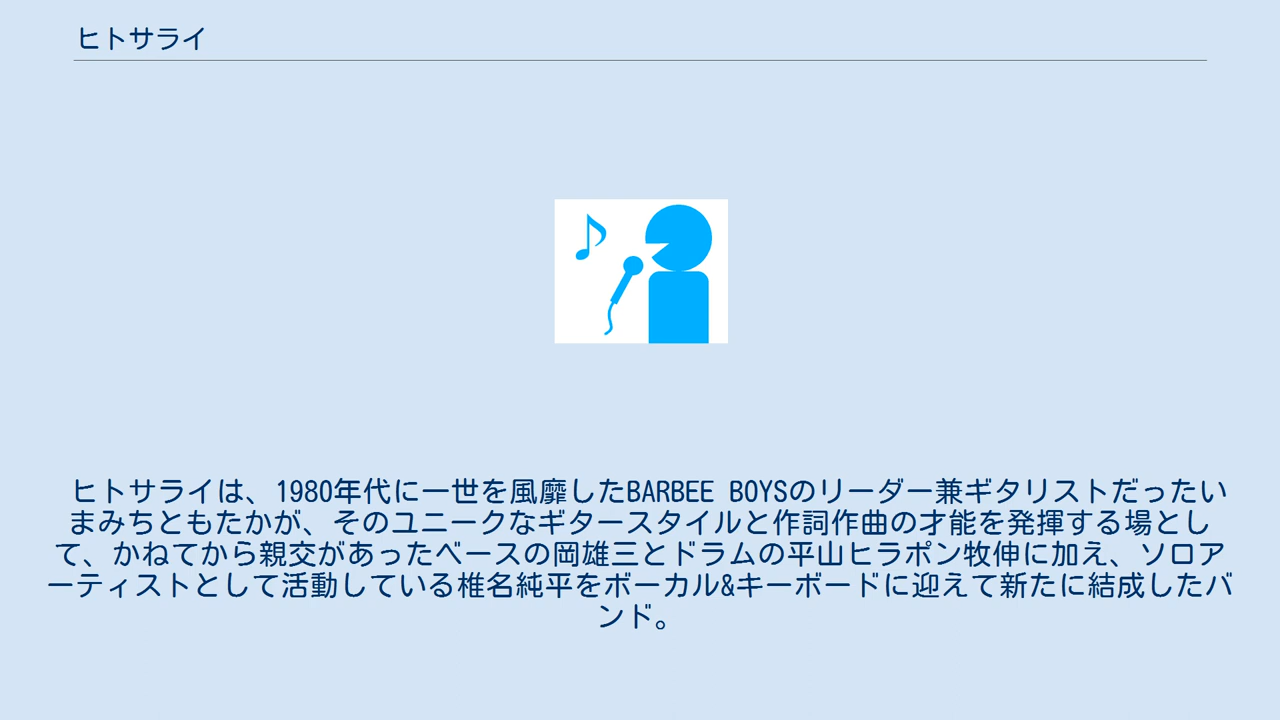 ヒトサライ
ヒトサライは、1980年代に一世を風靡したBARBEE BOYSのリーダー兼ギタリストだったい
まみちともたかが、そのユニークなギタースタイルと作詞作曲の才能を発揮する場とし
て、かねてから親交があったベースの岡雄三とドラムの平山ヒラポン牧伸に加え、ソロア
ーティストとして活動している椎名純平をボーカル&キーボードに迎えて新たに結成したバ
ンド。